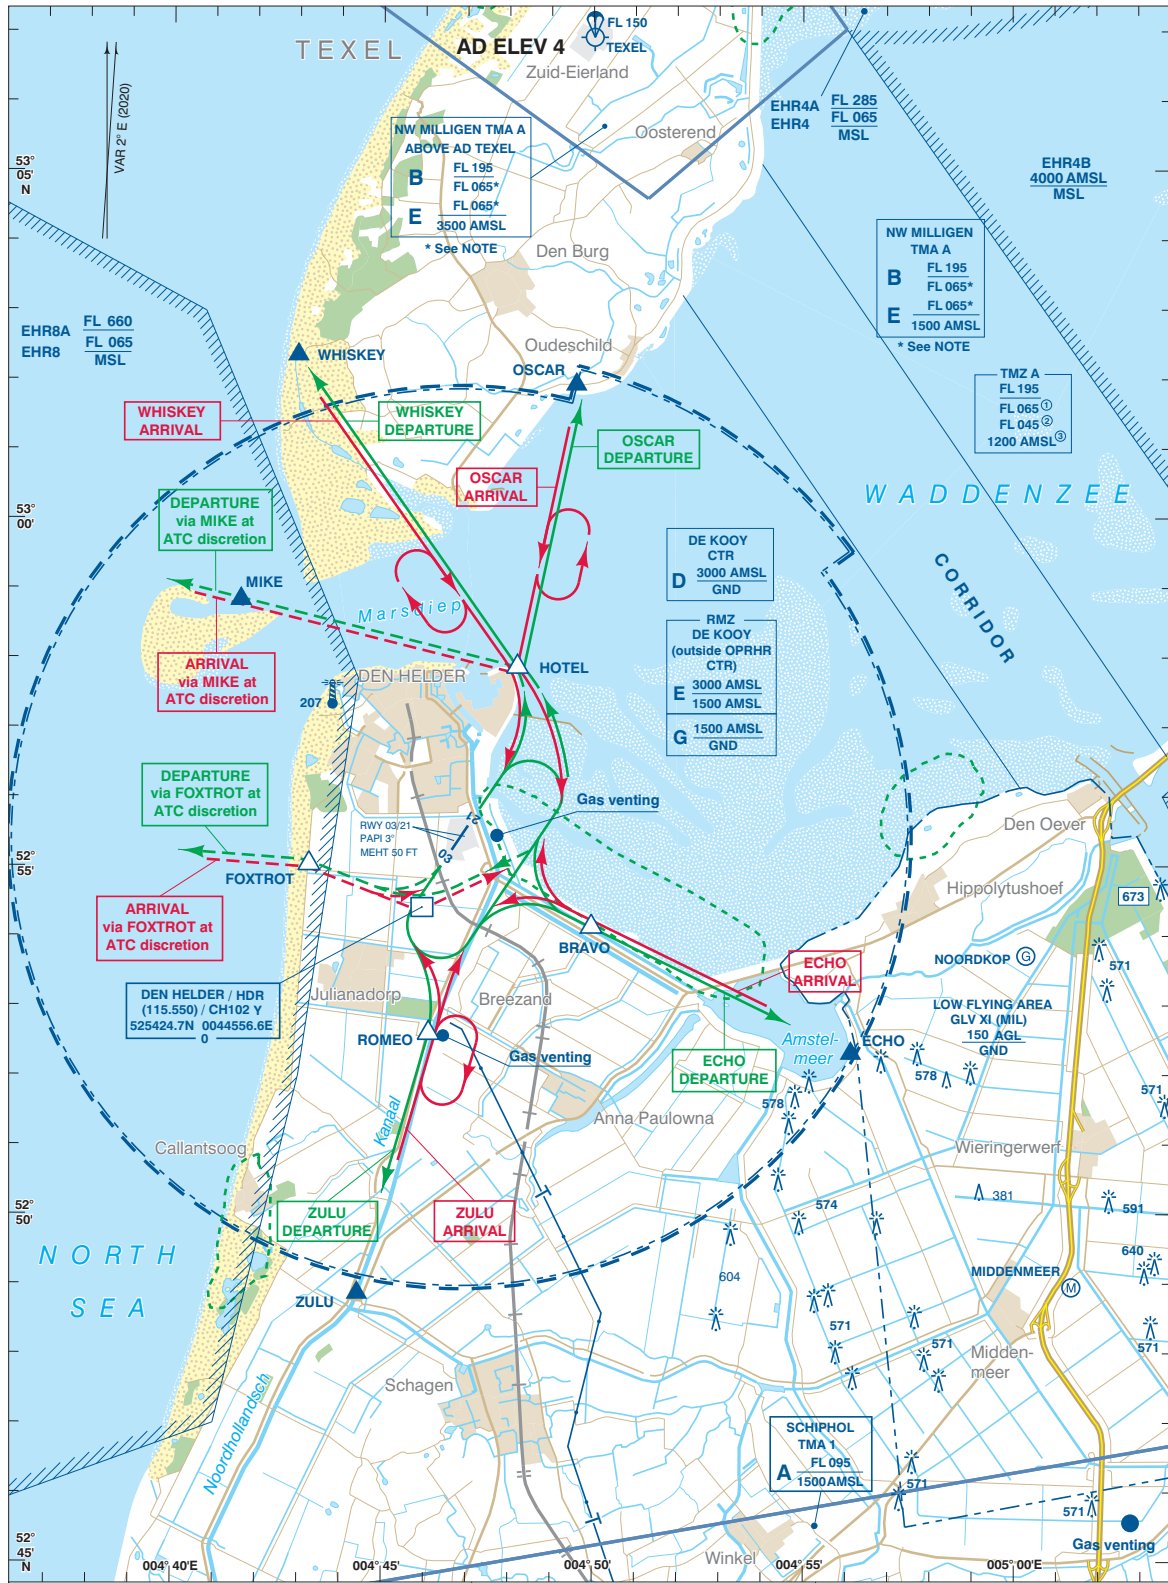 TEXEL
AD ELEV 4
FL 150
TEXEL
Zuid-Eierland
VAR 2° E (2020)
NW MILLIGEN TMA A
ABOVE AD TEXEL
B FL 195
FL 065*
E FL 065*
3500 AMSL
* See NOTE
Oosterend
EHR4A
EHR4
FL 285
FL 065
MSL
EHR4B
4000 AMSL
MSL
53°
05'
N
Den Burg
NW MILLIGEN
TMA A
B FL 195
FL 065*
E FL 065*
1500 AMSL
* See NOTE
EHR8A
EHR8
FL 660
FL 065
MSL
WHISKEY
Oudeschild
OSCAR
TMZ A
FL 195
FL 065①
FL 045②
1200 AMSL③
WHISKEY
ARRIVAL
WHISKEY
DEPARTURE
OSCAR
DEPARTURE
OSCAR
ARRIVAL
WADDENZEE
53°
00'
DEPARTURE
via MIKE at
ATC discretion
MIKE
Marsdiep
DE KOOY
CTR
D 3000 AMSL
GND
CORRIDOR
RMZ
DE KOOY
(outside OPRHR
CTR)
E 3000 AMSL
1500 AMSL
G 1500 AMSL
GND
ARRIVAL
via MIKE at
ATC discretion
HOTEL
DEN HELDER
207
DEPARTURE
via FOXTROT at
ATC discretion
Gas venting
RWY 03/21
PAPI 3°
MEHT 50 FT
21
03
Den Oever
52°
55'
FOXTROT
Hippolytushoef
673
ARRIVAL
via FOXTROT at
ATC discretion
BRAVO
ECHO
ARRIVAL
NOORDKOP G
571
Julianadorp
Breezand
DEN HELDER / HDR
(115.550) / CH102 Y
525424.7N 0044556.6E
0
LOW FLYING AREA
GLV XI (MIL)
150 AGL
GND
ROMEO
Gas venting
Amstel-
meer
ECHO
ECHO
DEPARTURE
578
578
571
Anna Paulowna
Kanaal
Callantsoog
Wieringerwerf
381
591
52°
50'
ZULU
DEPARTURE
ZULU
ARRIVAL
574
640
604
MIDDENMEER
M
NORTH
SEA
ZULU
571
571
571
Midden-
meer
Schagen
Noordhollandsch
SCHIPHOL
TMA 1
A FL 095
1500 AMSL
571
571
Gas venting
Winkel
52°
45'
N
004° 40'E
004° 45'
004° 50'
004° 55'
005° 00'E